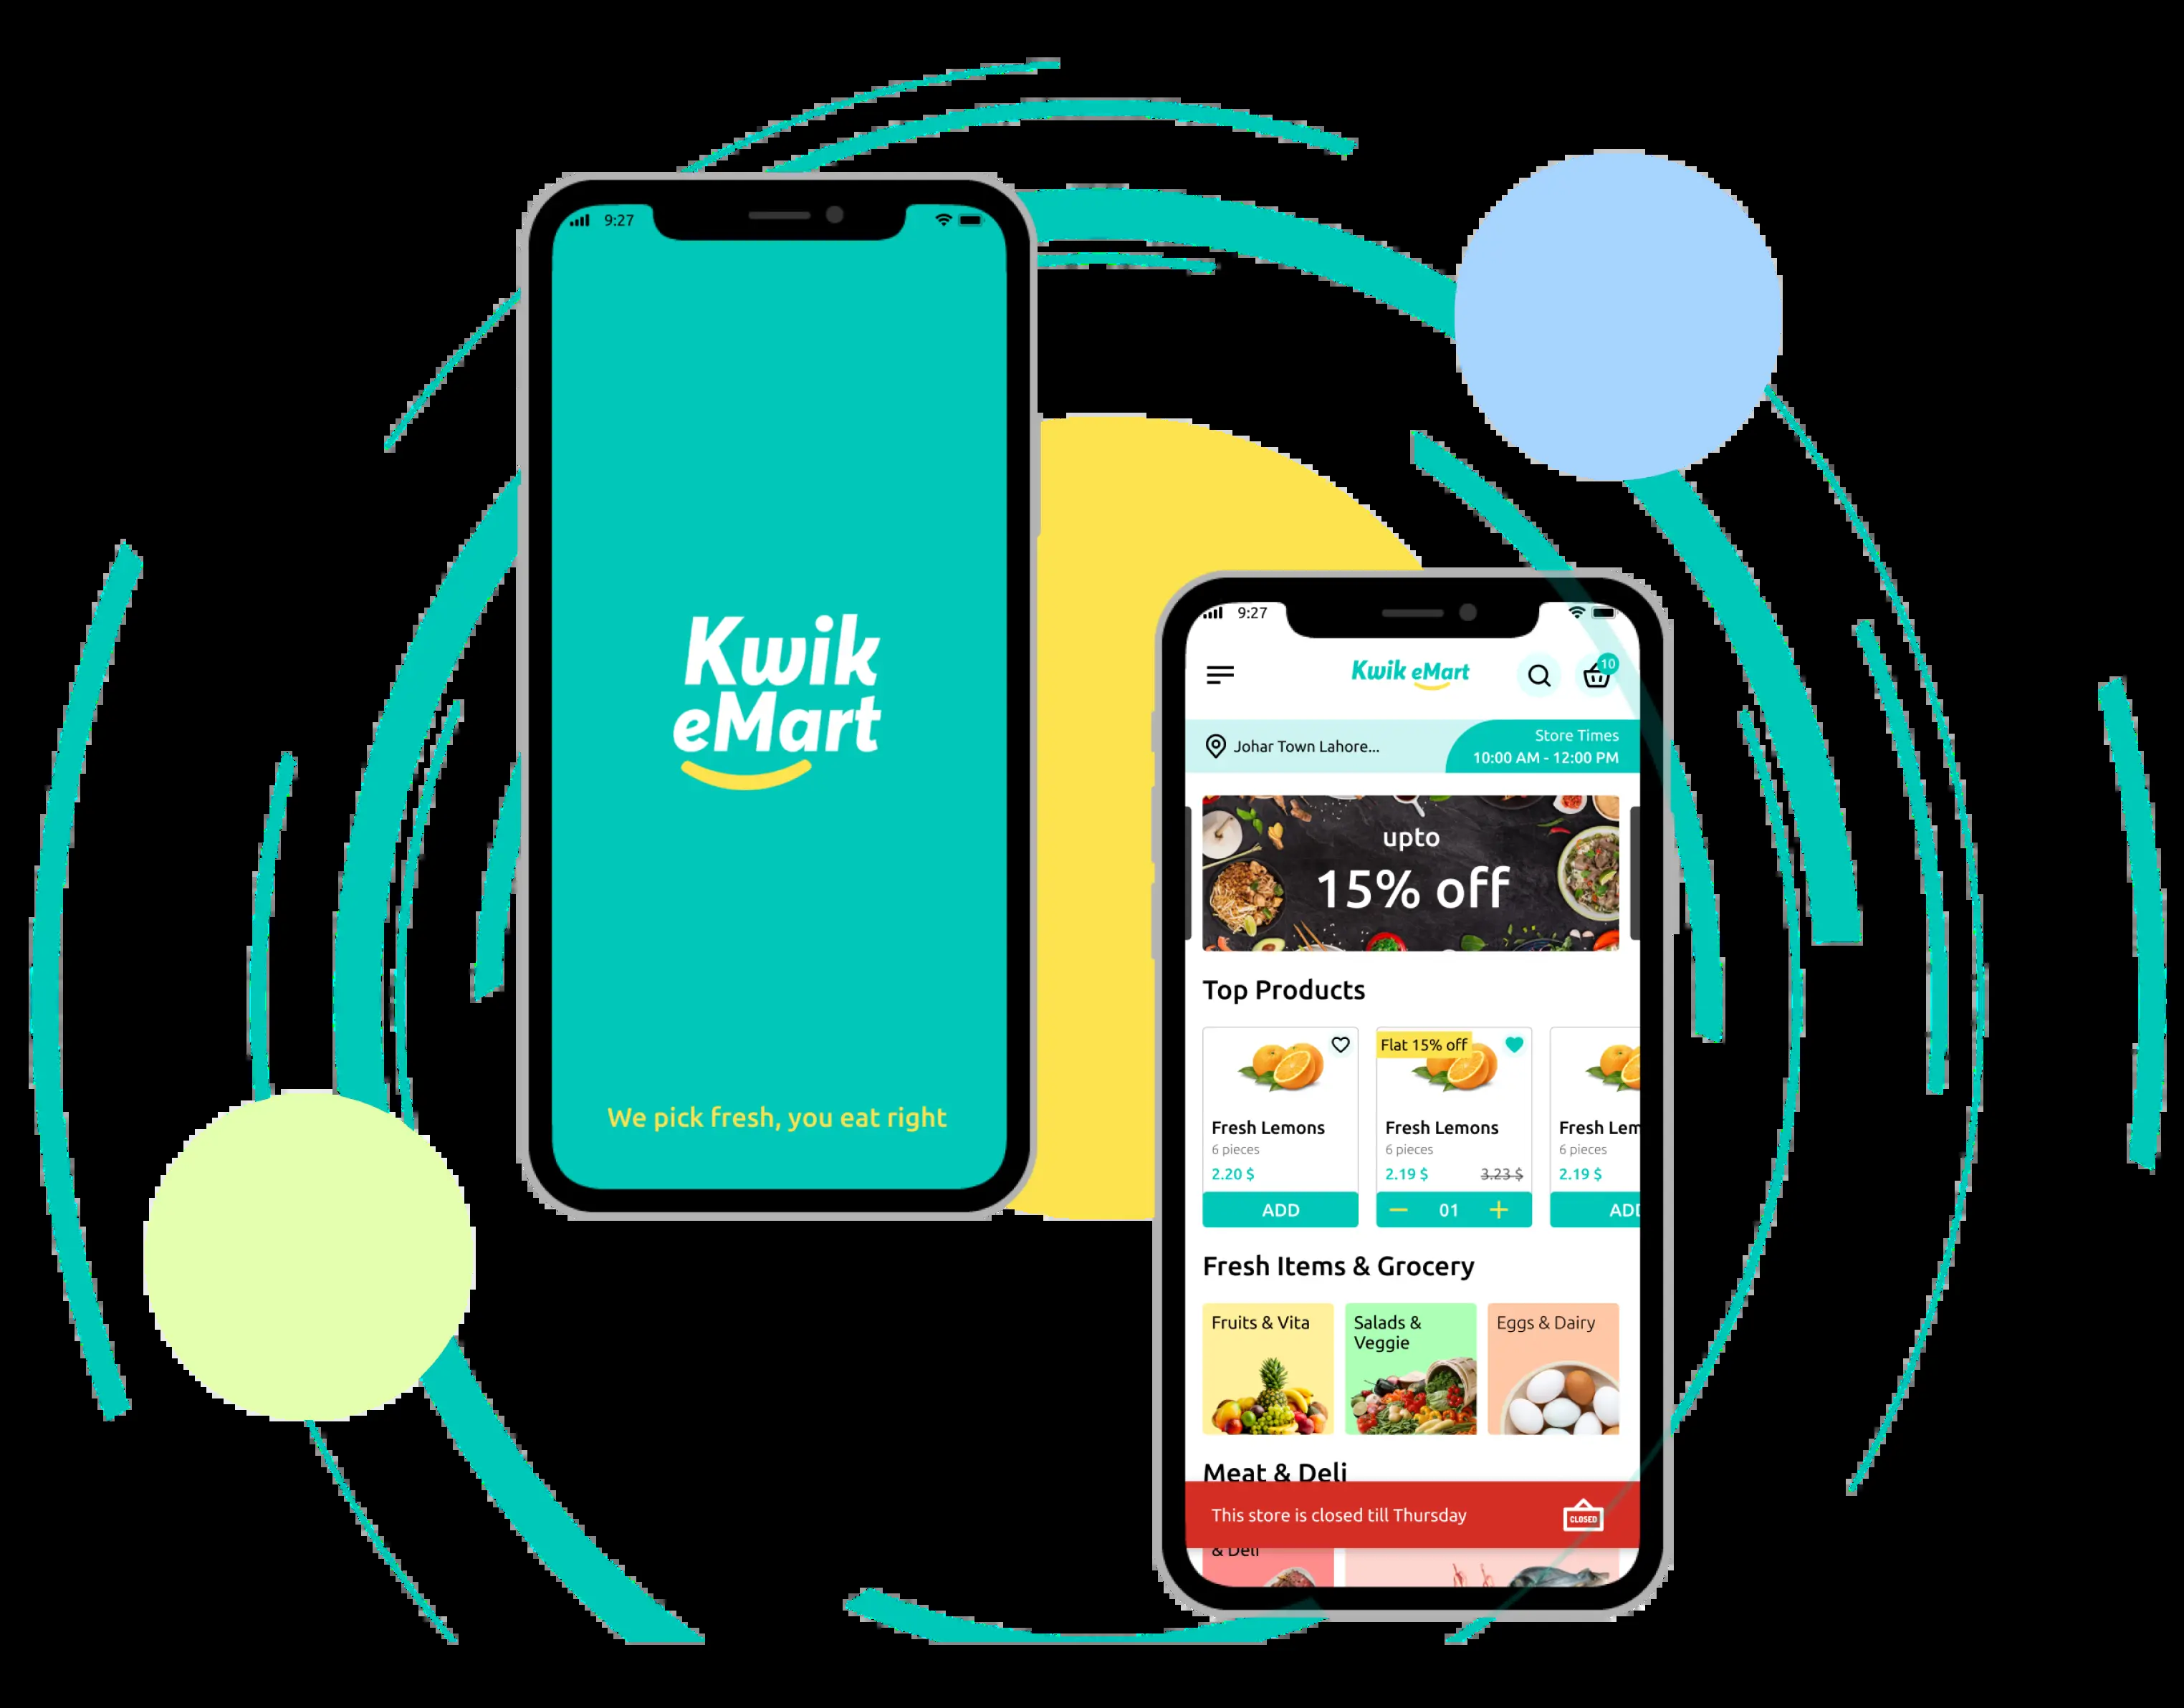 9:27
Kwik
eMart
We pick fresh, you eat right
9:27
Kwik eMart
10
Johar Town Lahore...
Store Times
10:00 AM - 12:00 PM
upto
15% off
Top Products
Flat 15% off
Fresh Lemons
Fresh Lemons
Fresh Lem
6 pieces
6 pieces
6 pieces
2.20 $
2.19 $
3.23 $
2.19 $
ADD
01
ADD
Fresh Items & Grocery
Fruits & Vita
Salads &
Veggie
Eggs & Dairy
Meat & Deli
This store is closed till Thursday
CLOSED
& Deli